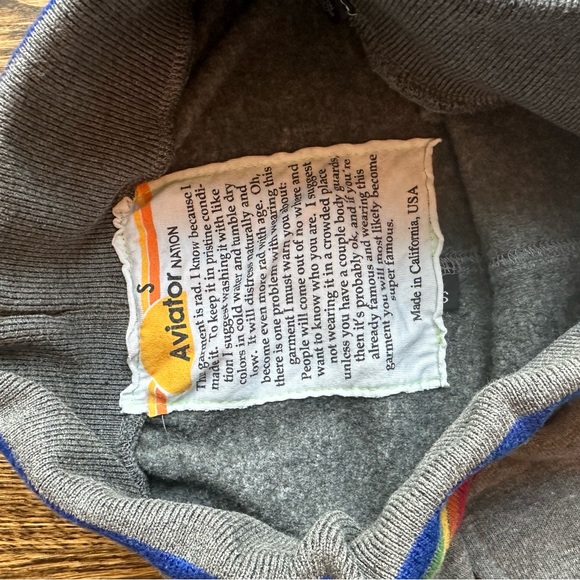 S
Aviator NATION
The garment is rad. I know because I
made it. To keep it in pristine condi-
tion I suggest washing it with like
colors in cold water and tumble dry
low. It will distress naturally and
become even more rad with age. Oh,
there is one problem with wearing this
garment I must warn you about:
People will come out of no where and
want to know who you are. I suggest
not wearing it in a crowded place
unless you have a couple body guards,
then it's probably ok, and if you're
already famous and wearing this
garment you will most likely become
super famous.
Made in California, USA